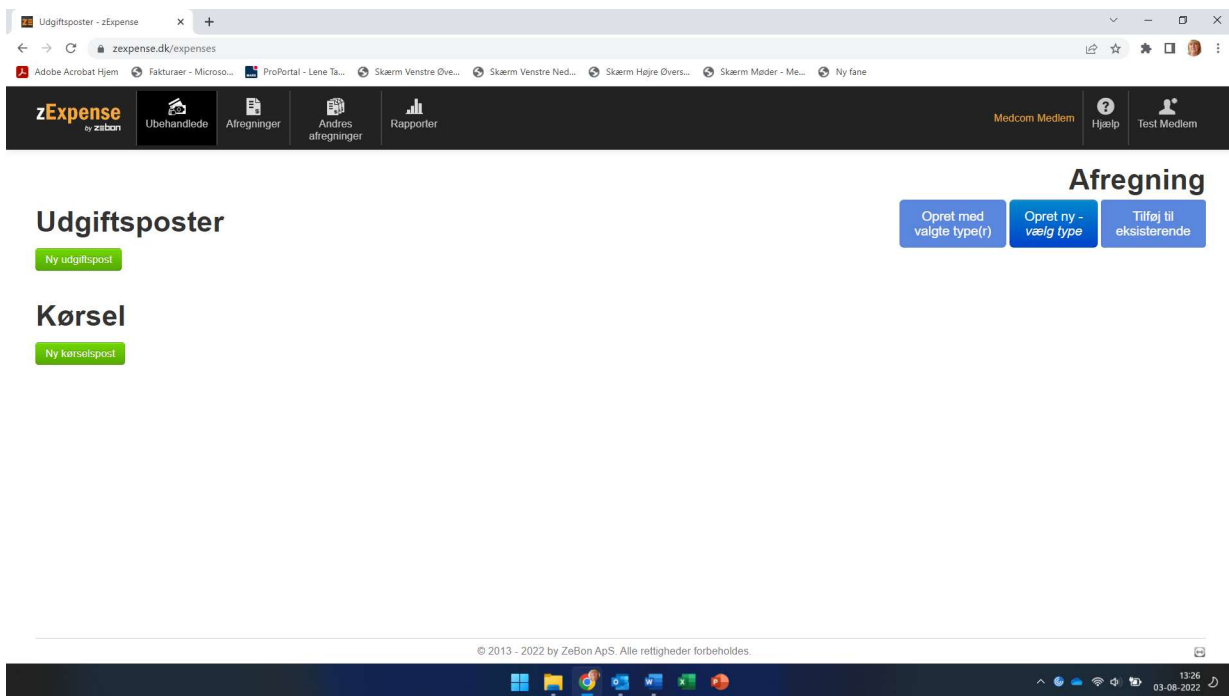 Udgiftsposter - zExpense
zexpense.dk/expenses
Adobe Acrobat Hjem Fakturaer - Microso... ProPortal - Lene Ta... Skærm Venstre Øve... Skærm Venstre Ned... Skærm Højre Øvers... Skærm Møder - Me... Ny fane
zExpense
by zebon
Ubehandlede
Afregninger
Andres
afregninger
Rapporter
Medcom Medlem
Hjælp
Test Medlem
Afregning
Udgiftsposter
Opret med
valgte type(r)
Opret ny -
vælg type
Tilføj til
eksisterende
Ny udgiftspost
Kørsel
Ny kørselspost
© 2013 - 2022 by ZeBon ApS. Alle rettigheder forbeholdes.
13:26
03-08-2022